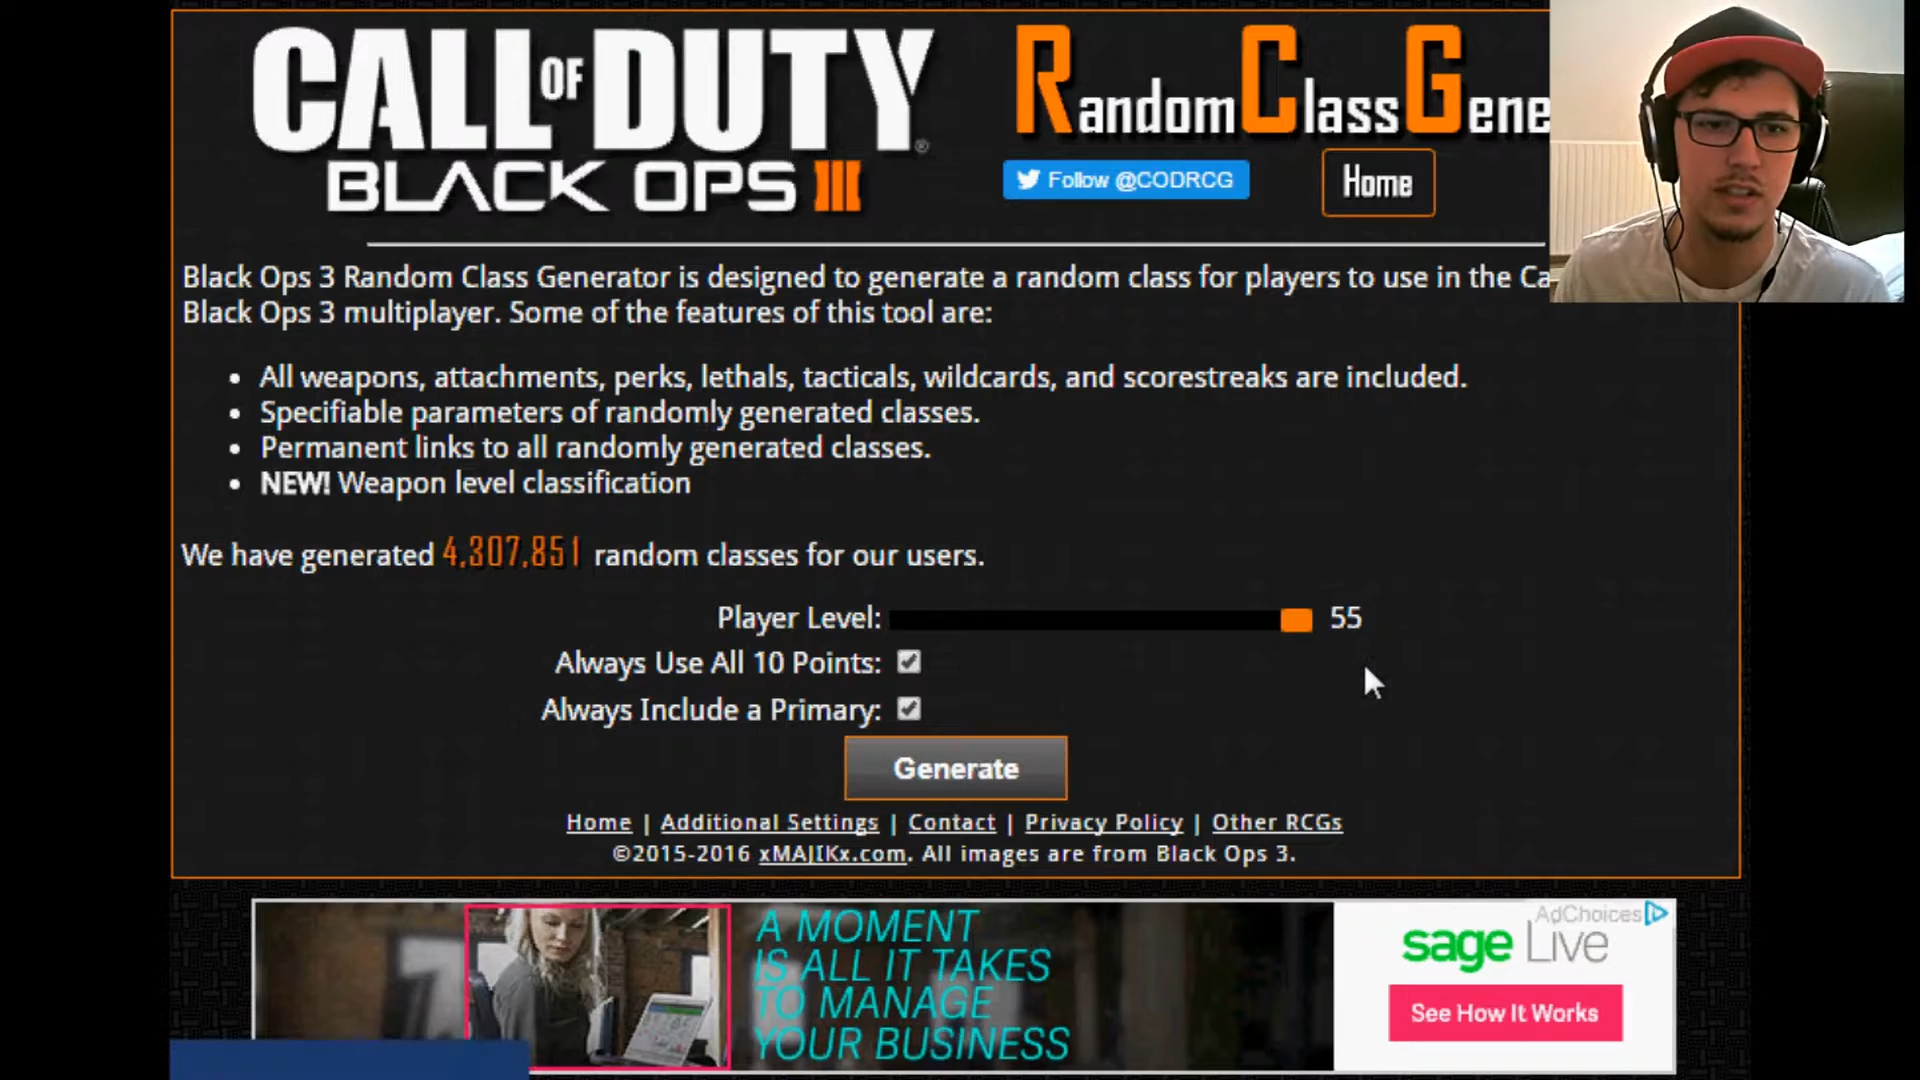 CALL OF DUTY
BLACK OPS III
RandomClassGene
Follow @CODRCG
Home
Black Ops 3 Random Class Generator is designed to generate a random class for players to use in the Ca
Black Ops 3 multiplayer. Some of the features of this tool are:
• All weapons, attachments, perks, lethals, tacticals, wildcards, and scorestreaks are included.
• Specifiable parameters of randomly generated classes.
• Permanent links to all randomly generated classes.
• NEW! Weapon level classification
We have generated 4,307,851 random classes for our users.
Player Level: 55
Always Use All 10 Points:
Always Include a Primary:
Generate
Home | Additional Settings | Contact | Privacy Policy | Other RCGs
©2015-2016 xMAJIKx.com. All images are from Black Ops 3.
A MOMENT
IS ALL IT TAKES
TO MANAGE
YOUR BUSINESS
AdChoices
sage Live
See How It Works